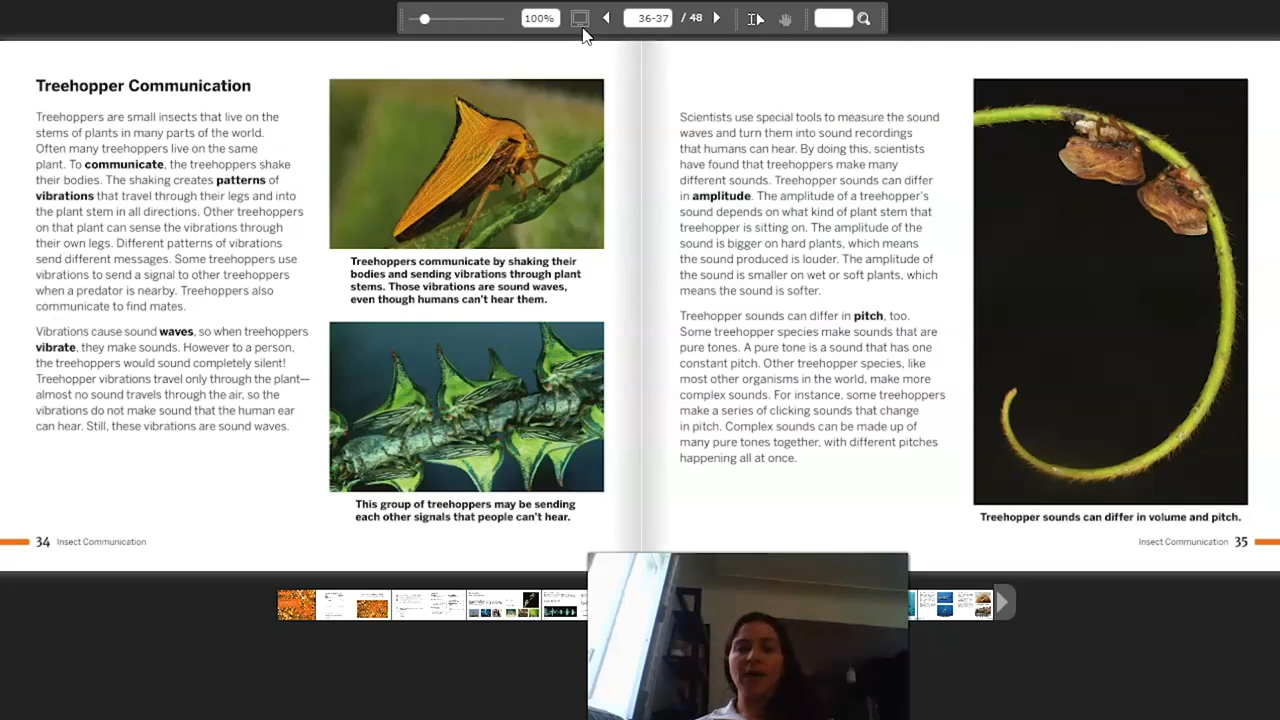 100%
36-37 / 48
Treehopper Communication
Treehoppers are small insects that live on the
stems of plants in many parts of the world.
Often many treehoppers live on the same
plant. To communicate, the treehoppers shake
their bodies. The shaking creates patterns of
vibrations that travel through their legs and into
the plant stem in all directions. Other treehoppers
on that plant can sense the vibrations through
their own legs. Different patterns of vibrations
send different messages. Some treehoppers use
vibrations to send a signal to other treehoppers
when a predator is nearby. Treehoppers also
communicate to find mates.
Vibrations cause sound waves, so when treehoppers
vibrate, they make sounds. However to a person,
the treehoppers would sound completely silent!
Treehopper vibrations travel only through the plant—
almost no sound travels through the air, so the
vibrations do not make sound that the human ear
can hear. Still, these vibrations are sound waves.
Treehoppers communicate by shaking their
bodies and sending vibrations through plant
stems. Those vibrations are sound waves,
even though humans can't hear them.
This group of treehoppers may be sending
each other signals that people can't hear.
34 Insect Communication
Scientists use special tools to measure the sound
waves and turn them into sound recordings
that humans can hear. By doing this, scientists
have found that treehoppers make many
different sounds. Treehopper sounds can differ
in amplitude. The amplitude of a treehopper's
sound depends on what kind of plant stem that
treehopper is sitting on. The amplitude of the
sound is bigger on hard plants, which means
the sound produced is louder. The amplitude of
the sound is smaller on wet or soft plants, which
means the sound is softer.
Treehopper sounds can differ in pitch, too.
Some treehopper species make sounds that are
pure tones. A pure tone is a sound that has one
constant pitch. Other treehopper species, like
most other organisms in the world, make more
complex sounds. For instance, some treehoppers
make a series of clicking sounds that change
in pitch. Complex sounds can be made up of
many pure tones together, with different pitches
happening all at once.
Treehopper sounds can differ in volume and pitch.
Insect Communication 35